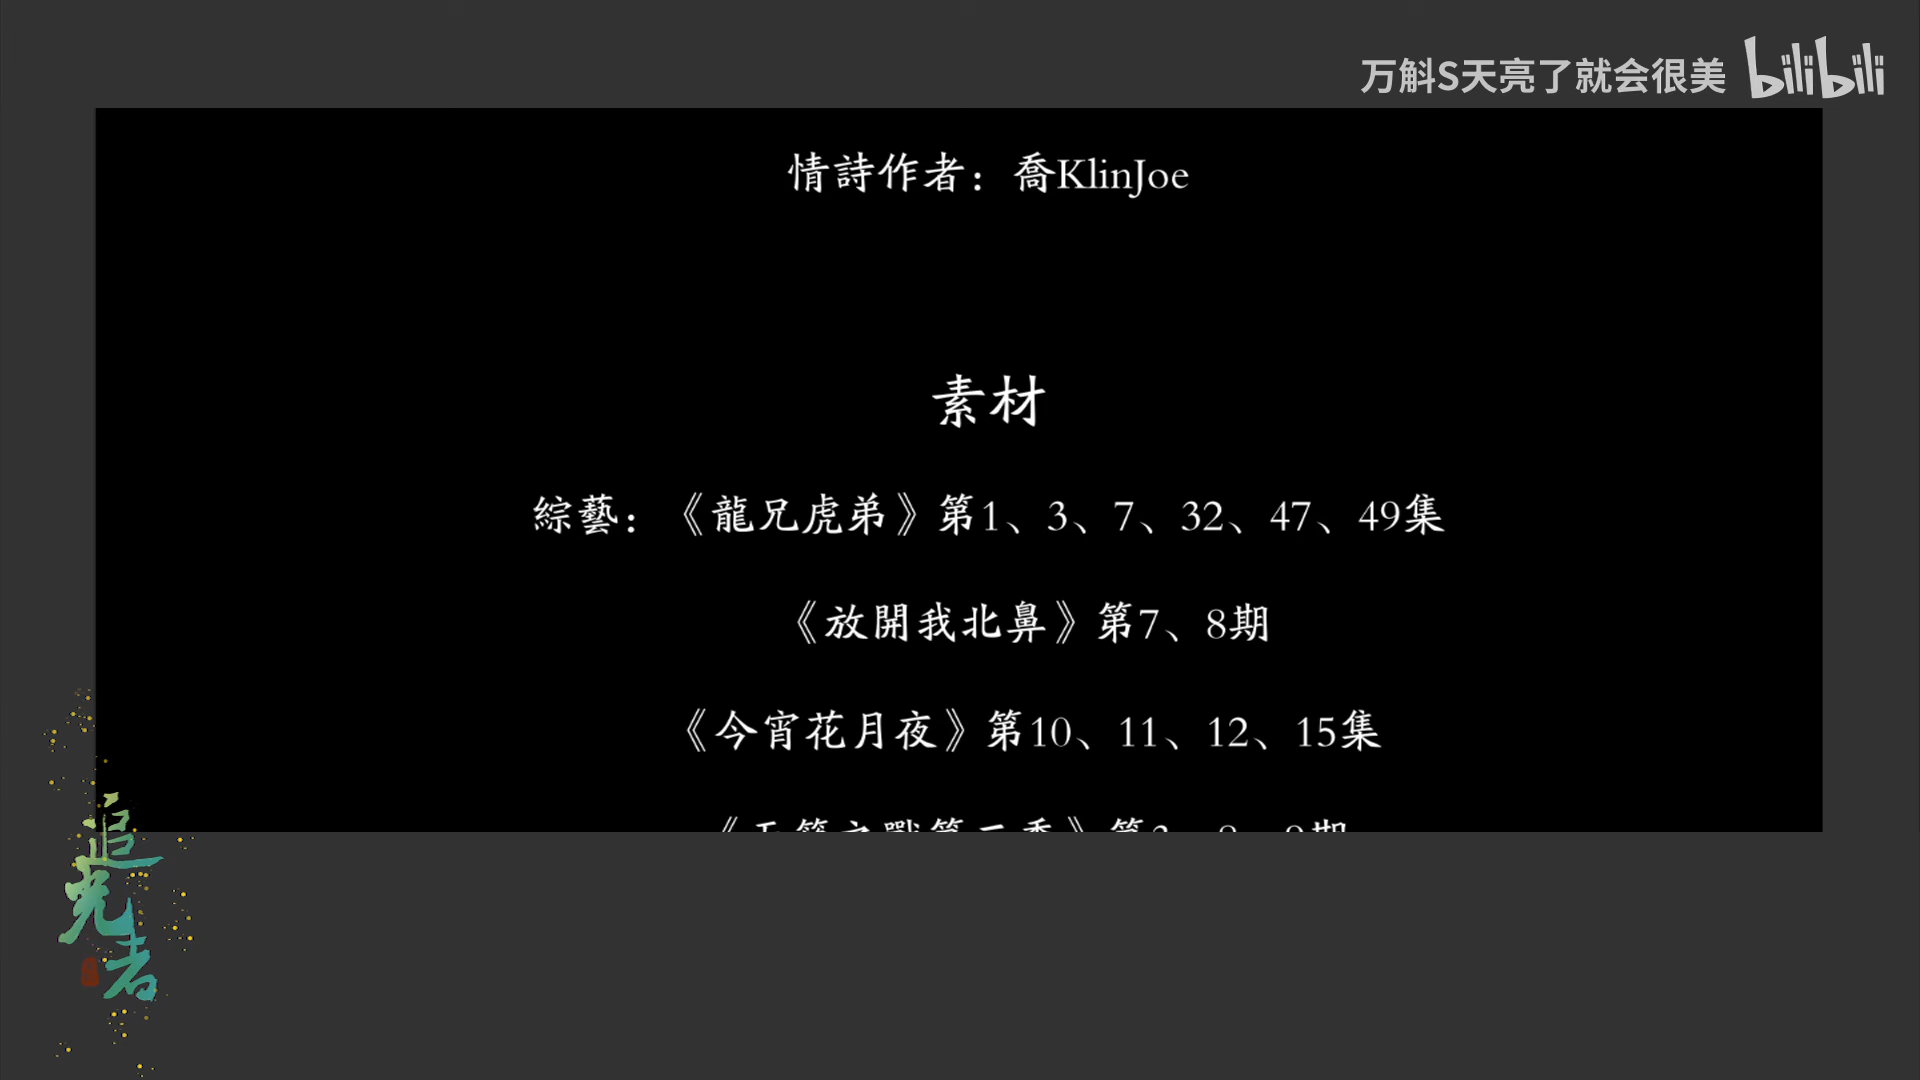 万斛S天亮了就会很美 bilibili
情詩作者：喬KlinJoe
素材
綜藝：《龍兄虎弟》第1、3、7、32、47、49集
《放開我北鼻》第7、8期
《今宵花月夜》第10、11、12、15集
追光者